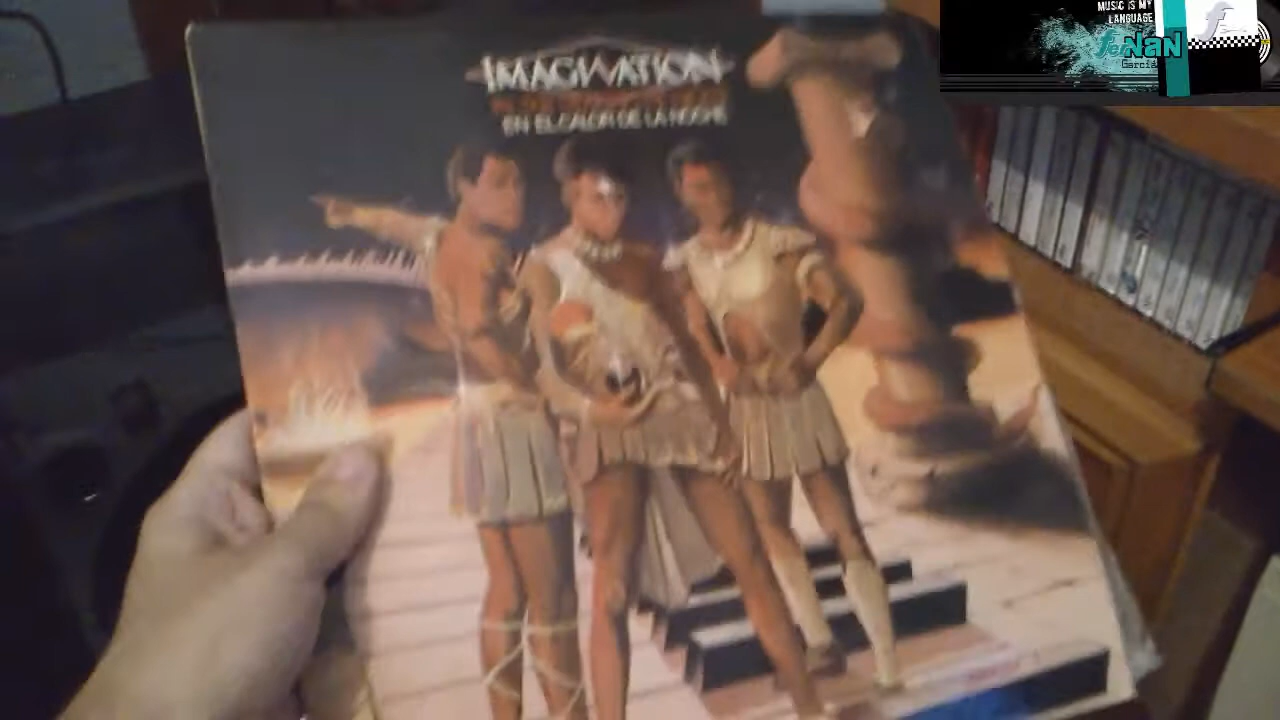 IMAGINATION
EN EL CALOR DE LA NOCHE
MUSIC IS MY
LANGUAGE
f
feRNaN
García